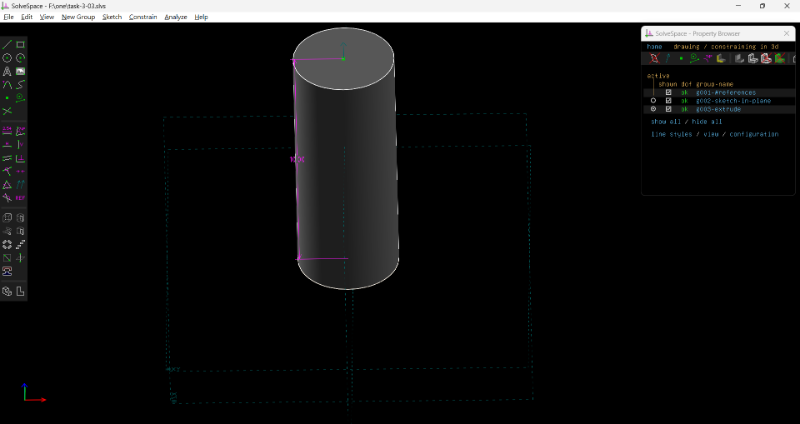 SolveSpace - F:\one\task-3-03.slvs
File Edit View New Group Sketch Constrain Analyze Help
SolveSpace - Property Browser
home drawing / constraining in 3d
active
shown dof group-name
ok g001-#references
ok g002-sketch-in-plane
ok g003-extrude
show all / hide all
line styles / view / configuration
REF